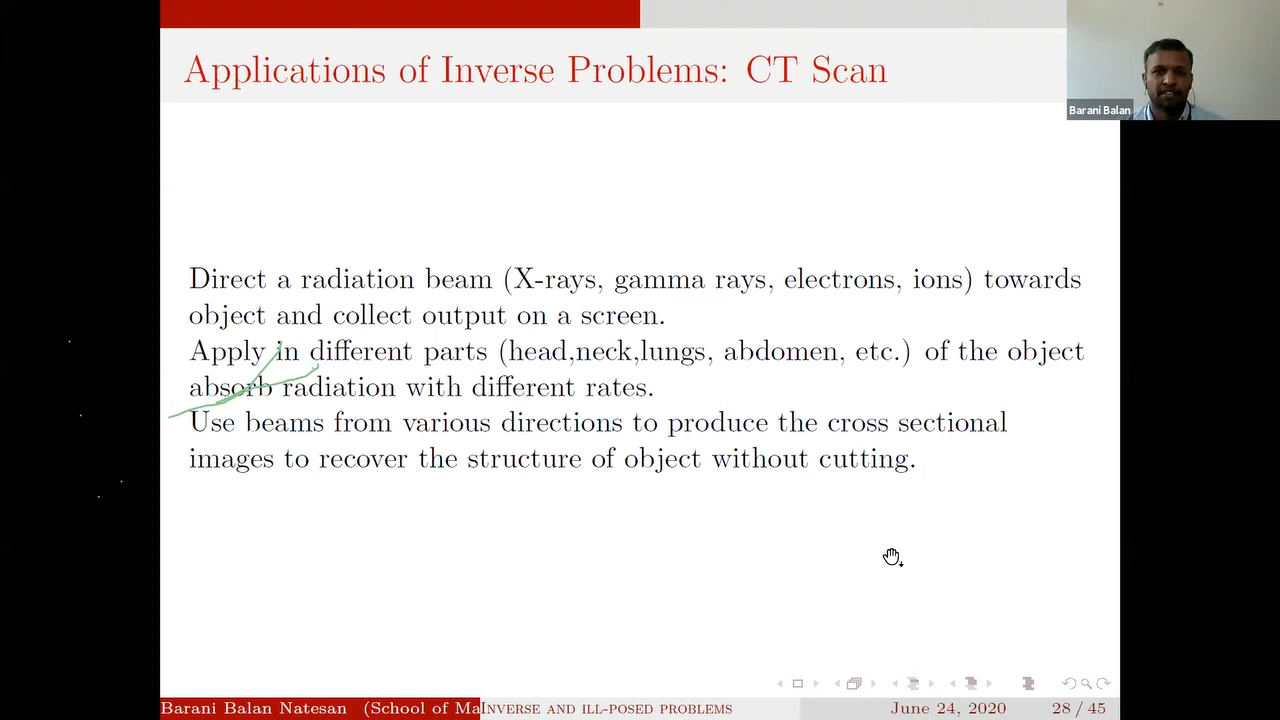 Applications of Inverse Problems: CT Scan
Barani Balan
Direct a radiation beam (X-rays, gamma rays, electrons, ions) towards
object and collect output on a screen.
Apply in different parts (head,neck,lungs, abdomen, etc.) of the object
absorb radiation with different rates.
Use beams from various directions to produce the cross sectional
images to recover the structure of object without cutting.
Barani Balan Natesan (School of Ma INVERSE AND ILL-POSED PROBLEMS June 24, 2020 28 / 45